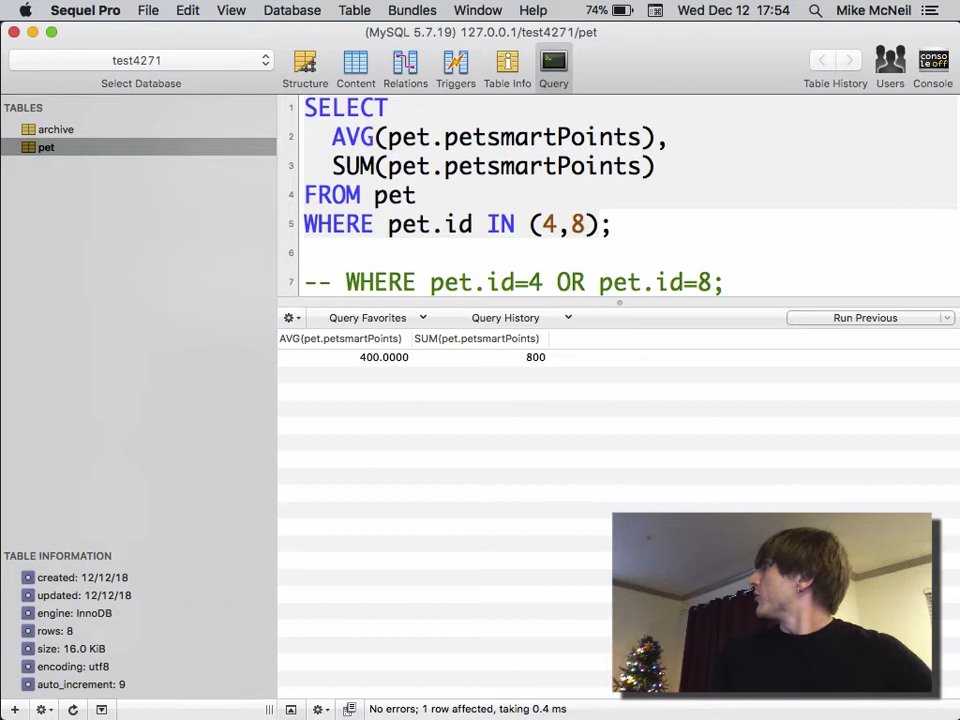 Sequel Pro File Edit View Database Table Bundles Window Help 74% Wed Dec 12 17:54 Mike McNeil
(MySQL 5.7.19) 127.0.0.1/test4271/pet
test4271
Select Database
Structure Content Relations Triggers Table Info Query
Table History Users Console
conso
le off
TABLES
archive
pet
1 SELECT
2 AVG(pet.petsmartPoints),
3 SUM(pet.petsmartPoints)
4 FROM pet
5 WHERE pet.id IN (4,8);
6
7 -- WHERE pet.id=4 OR pet.id=8;
Query Favorites Query History Run Previous
AVG(pet.petsmartPoints) SUM(pet.petsmartPoints)
400.0000 800
TABLE INFORMATION
created: 12/12/18
updated: 12/12/18
engine: InnoDB
rows: 8
size: 16.0 KiB
encoding: utf8
auto_increment: 9
No errors; 1 row affected, taking 0.4 ms